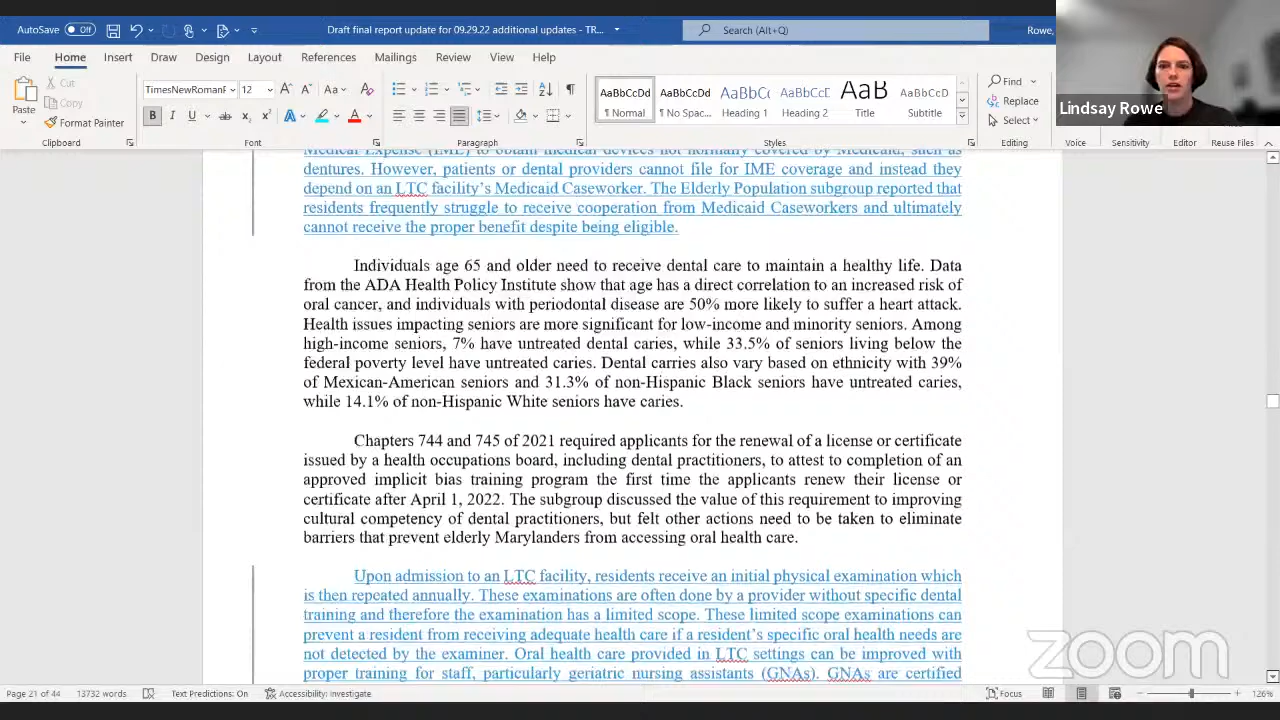 AutoSave Off
Draft final report update for 09.29.22 additional updates - TR...
Search (Alt+Q)
Rowe,
File Home Insert Draw Design Layout References Mailings Review View Help
Paste
Cut
Copy
Format Painter
Clipboard
TimesNewRomanF 12
Font
Paragraph
AaBbCcDd AaBbCcDd AaBbC AaBbCcE AaB AaBbCcD
¶ Normal ¶ No Spac... Heading 1 Heading 2 Title Subtitle
Styles
Find
Replace
Select
Editing
Voice Sensitivity Editor Reuse Files
Lindsay Rowe
Medical Expense (IME) to obtain medical devices not normally covered by Medicaid, such as
dentures. However, patients or dental providers cannot file for IME coverage and instead they
depend on an LTC facility's Medicaid Caseworker. The Elderly Population subgroup reported that
residents frequently struggle to receive cooperation from Medicaid Caseworkers and ultimately
cannot receive the proper benefit despite being eligible.
Individuals age 65 and older need to receive dental care to maintain a healthy life. Data
from the ADA Health Policy Institute show that age has a direct correlation to an increased risk of
oral cancer, and individuals with periodontal disease are 50% more likely to suffer a heart attack.
Health issues impacting seniors are more significant for low-income and minority seniors. Among
high-income seniors, 7% have untreated dental caries, while 33.5% of seniors living below the
federal poverty level have untreated caries. Dental carries also vary based on ethnicity with 39%
of Mexican-American seniors and 31.3% of non-Hispanic Black seniors have untreated caries,
while 14.1% of non-Hispanic White seniors have caries.
Chapters 744 and 745 of 2021 required applicants for the renewal of a license or certificate
issued by a health occupations board, including dental practitioners, to attest to completion of an
approved implicit bias training program the first time the applicants renew their license or
certificate after April 1, 2022. The subgroup discussed the value of this requirement to improving
cultural competency of dental practitioners, but felt other actions need to be taken to eliminate
barriers that prevent elderly Marylanders from accessing oral health care.
Upon admission to an LTC facility, residents receive an initial physical examination which
is then repeated annually. These examinations are often done by a provider without specific dental
training and therefore the examination has a limited scope. These limited scope examinations can
prevent a resident from receiving adequate health care if a resident's specific oral health needs are
not detected by the examiner. Oral health care provided in LTC settings can be improved with
proper training for staff, particularly geriatric nursing assistants (GNAs). GNAs are certified
zoom
Page 21 of 44 13732 words Text Predictions: On Accessibility: Investigate Focus 126%